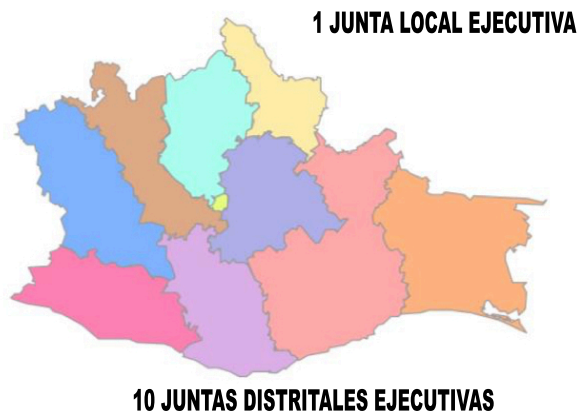 1 JUNTA LOCAL EJECUTIVA
10 JUNTAS DISTRITALES EJECUTIVAS